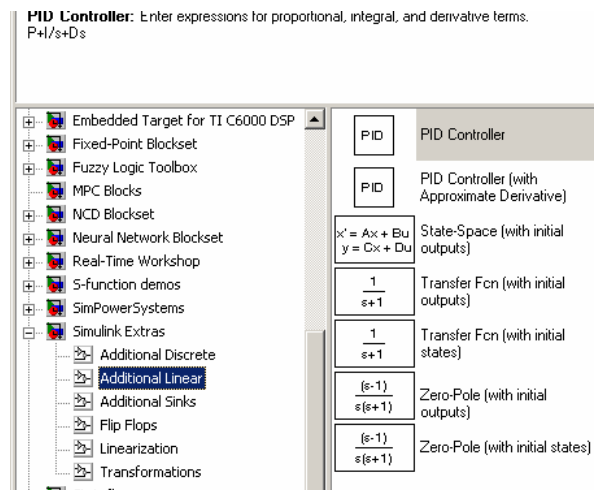 PID Controller: Enter expressions for proportional, integral, and derivative terms.
P+I/s+Ds
Embedded Target for TI C6000 DSP
Fixed-Point Blockset
Fuzzy Logic Toolbox
MPC Blocks
NCD Blockset
Neural Network Blockset
Real-Time Workshop
S-function demos
SimPowerSystems
Simulink Extras
Additional Discrete
Additional Linear
Additional Sinks
Flip Flops
Linearization
Transformations
PID
PID Controller
PID
PID Controller (with
Approximate Derivative)
x' = Ax + Bu
y = Cx + Du
State-Space (with initial
outputs)
1
s+1
Transfer Fcn (with initial
outputs)
1
s+1
Transfer Fcn (with initial
states)
(s-1)
s(s+1)
Zero-Pole (with initial
outputs)
(s-1)
s(s+1)
Zero-Pole (with initial states)